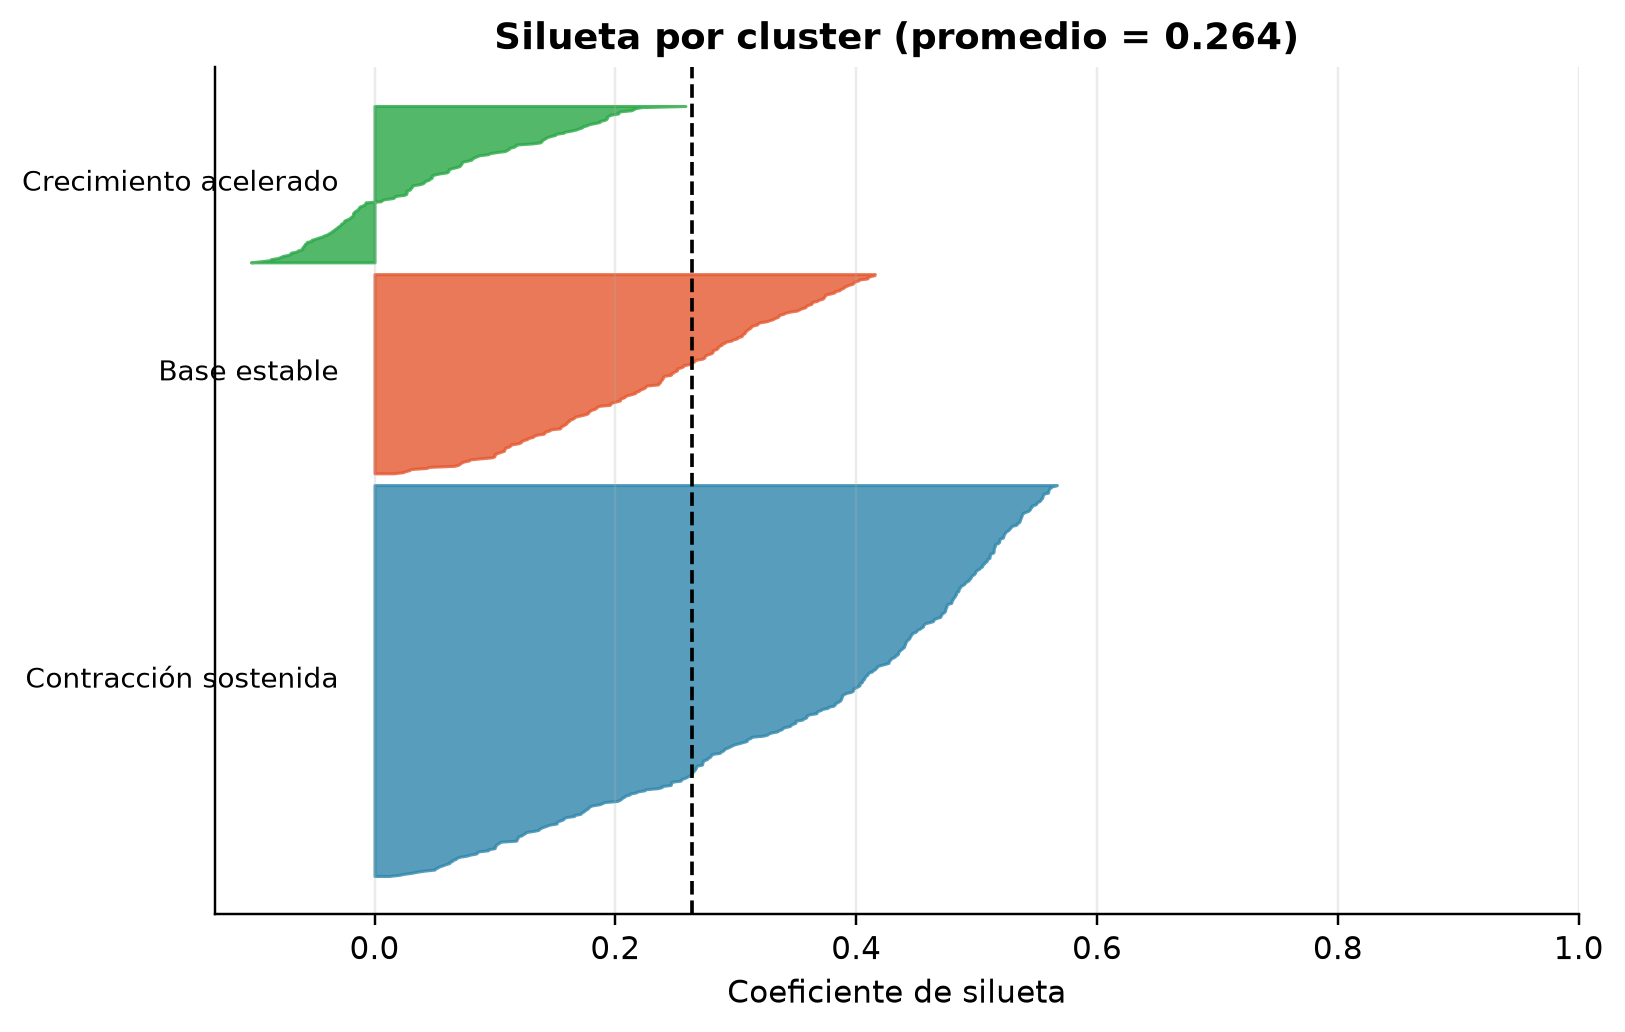 Silueta por cluster (promedio = 0.264)
Crecimiento acelerado
Base estable
Contracción sostenida
0.0 0.2 0.4 0.6 0.8 1.0
Coeficiente de silueta